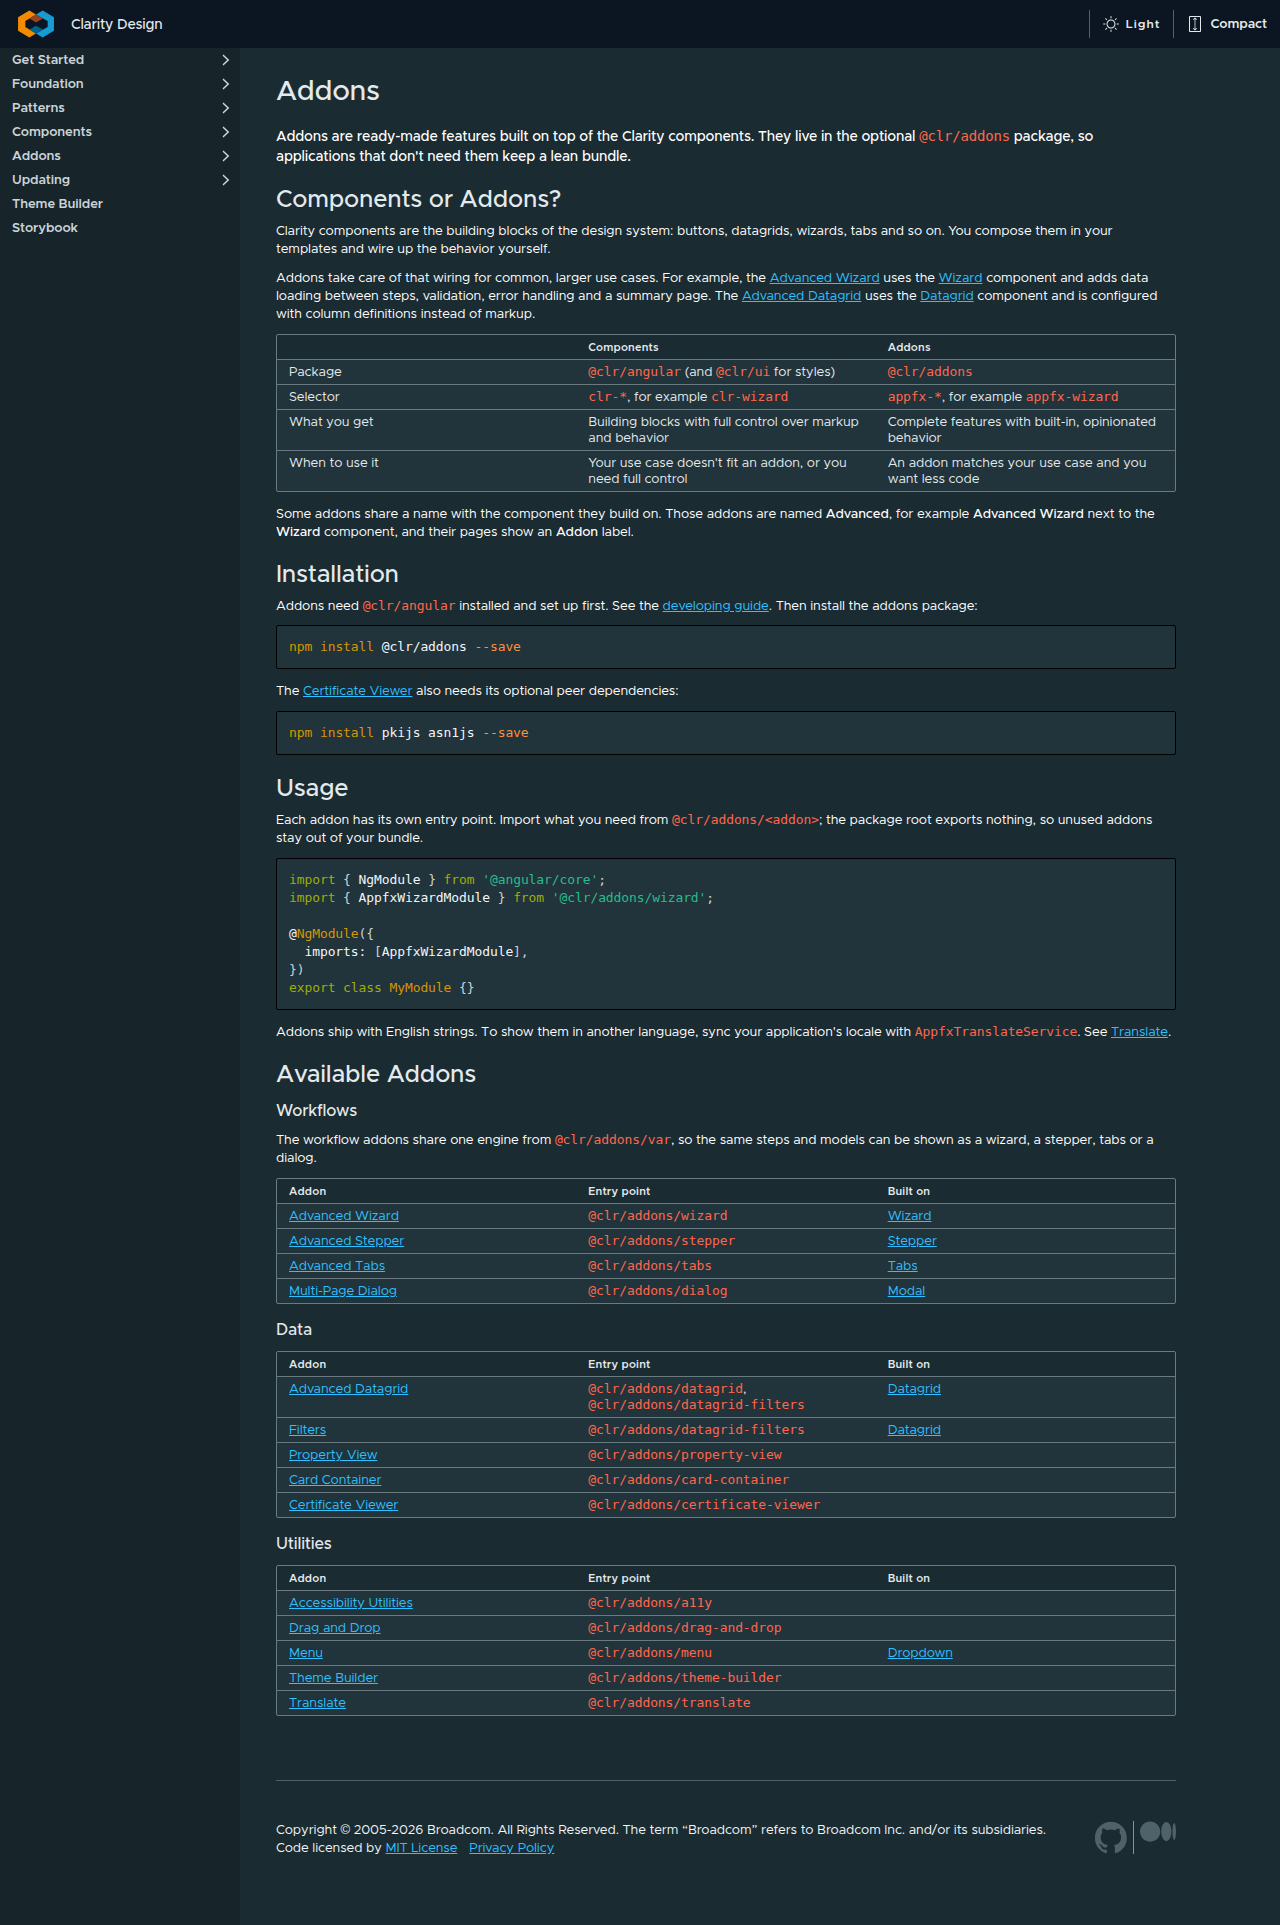 Clarity Design
Light
Compact
Get Started
Foundation
Patterns
Components
Addons
Updating
Theme Builder
Storybook
Addons
Addons are ready-made features built on top of the Clarity components. They live in the optional @clr/addons package, so
applications that don't need them keep a lean bundle.
Components or Addons?
Clarity components are the building blocks of the design system: buttons, datagrids, wizards, tabs and so on. You compose them in your
templates and wire up the behavior yourself.
Addons take care of that wiring for common, larger use cases. For example, the Advanced Wizard uses the Wizard component and adds data
loading between steps, validation, error handling and a summary page. The Advanced Datagrid uses the Datagrid component and is configured
with column definitions instead of markup.
Components Addons
Package @clr/angular (and @clr/ui for styles) @clr/addons
Selector clr-*, for example clr-wizard appfx-*, for example appfx-wizard
What you get Building blocks with full control over markup Complete features with built-in, opinionated
and behavior behavior
When to use it Your use case doesn't fit an addon, or you An addon matches your use case and you
need full control want less code
Some addons share a name with the component they build on. Those addons are named Advanced, for example Advanced Wizard next to the
Wizard component, and their pages show an Addon label.
Installation
Addons need @clr/angular installed and set up first. See the developing guide. Then install the addons package:
npm install @clr/addons --save
The Certificate Viewer also needs its optional peer dependencies:
npm install pkijs asn1js --save
Usage
Each addon has its own entry point. Import what you need from @clr/addons/<addon>; the package root exports nothing, so unused addons
stay out of your bundle.
import { NgModule } from '@angular/core';
import { AppfxWizardModule } from '@clr/addons/wizard';
@NgModule({
imports: [AppfxWizardModule],
})
export class MyModule {}
Addons ship with English strings. To show them in another language, sync your application's locale with AppfxTranslateService. See Translate.
Available Addons
Workflows
The workflow addons share one engine from @clr/addons/var, so the same steps and models can be shown as a wizard, a stepper, tabs or a
dialog.
Addon Entry point Built on
Advanced Wizard @clr/addons/wizard Wizard
Advanced Stepper @clr/addons/stepper Stepper
Advanced Tabs @clr/addons/tabs Tabs
Multi-Page Dialog @clr/addons/dialog Modal
Data
Addon Entry point Built on
Advanced Datagrid @clr/addons/datagrid, Datagrid
@clr/addons/datagrid-filters
Filters @clr/addons/datagrid-filters Datagrid
Property View @clr/addons/property-view
Card Container @clr/addons/card-container
Certificate Viewer @clr/addons/certificate-viewer
Utilities
Addon Entry point Built on
Accessibility Utilities @clr/addons/a11y
Drag and Drop @clr/addons/drag-and-drop
Menu @clr/addons/menu Dropdown
Theme Builder @clr/addons/theme-builder
Translate @clr/addons/translate
Copyright © 2005-2026 Broadcom. All Rights Reserved. The term “Broadcom” refers to Broadcom Inc. and/or its subsidiaries.
Code licensed by MIT License Privacy Policy